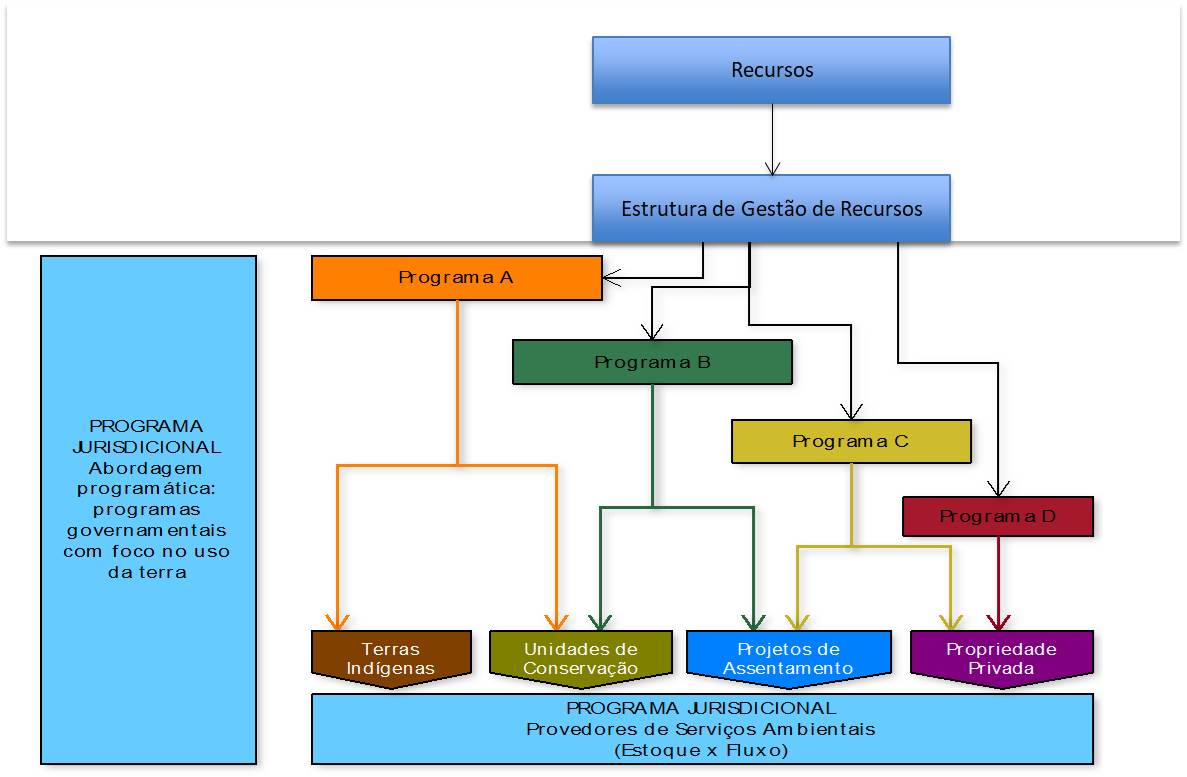 Recursos
Estrutura de Gestão de Recursos
Programa A
Programa B
Programa C
Programa D
PROGRAMA
JURISDICIONAL
Abordagem
programática:
programas
governamentais
com foco no uso
da terra
Terras
Indígenas
Unidades de
Conservação
Projetos de
Assentamento
Propriedade
Privada
PROGRAMA JURISDICIONAL
Provedores de Serviços Ambientais
(Estoque x Fluxo)